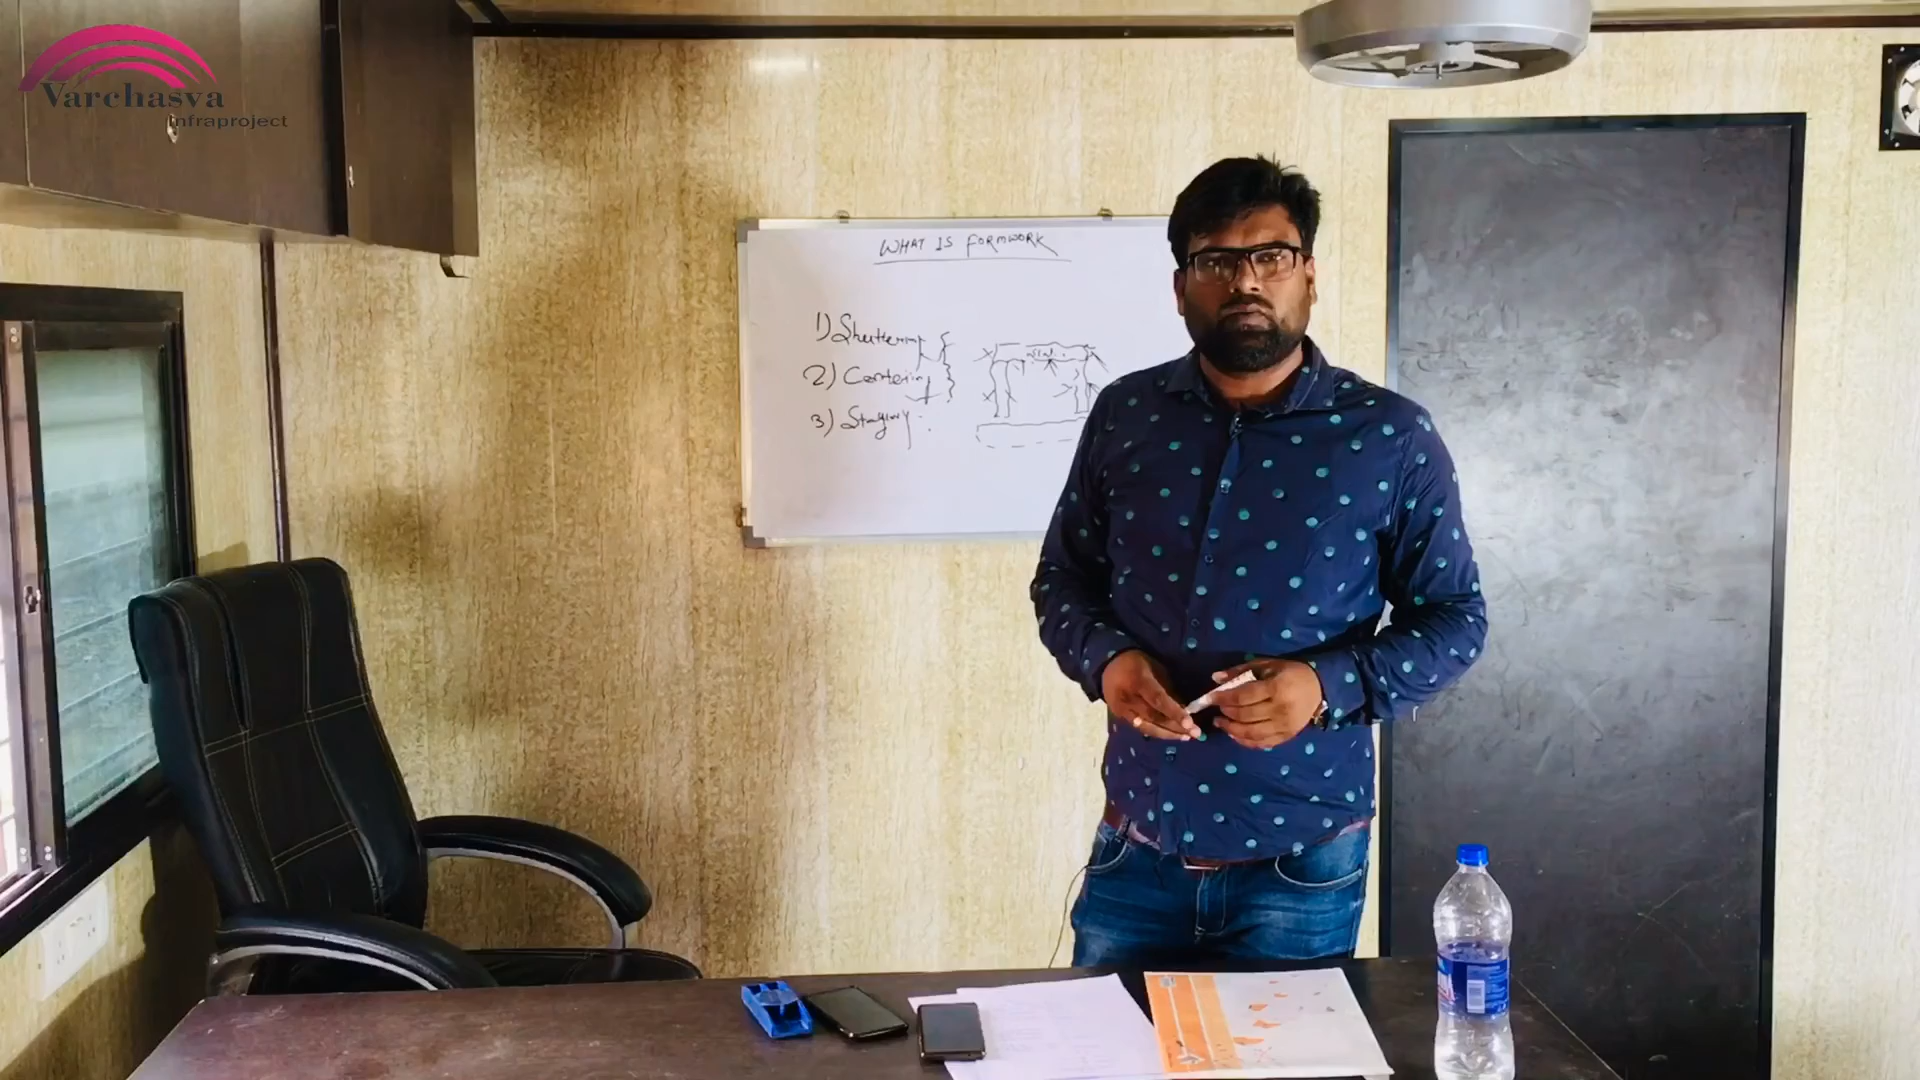 Varchasva
Infraproject
WHAT IS FORMWORK
1) Shuttering
2) Centering
3) Staging